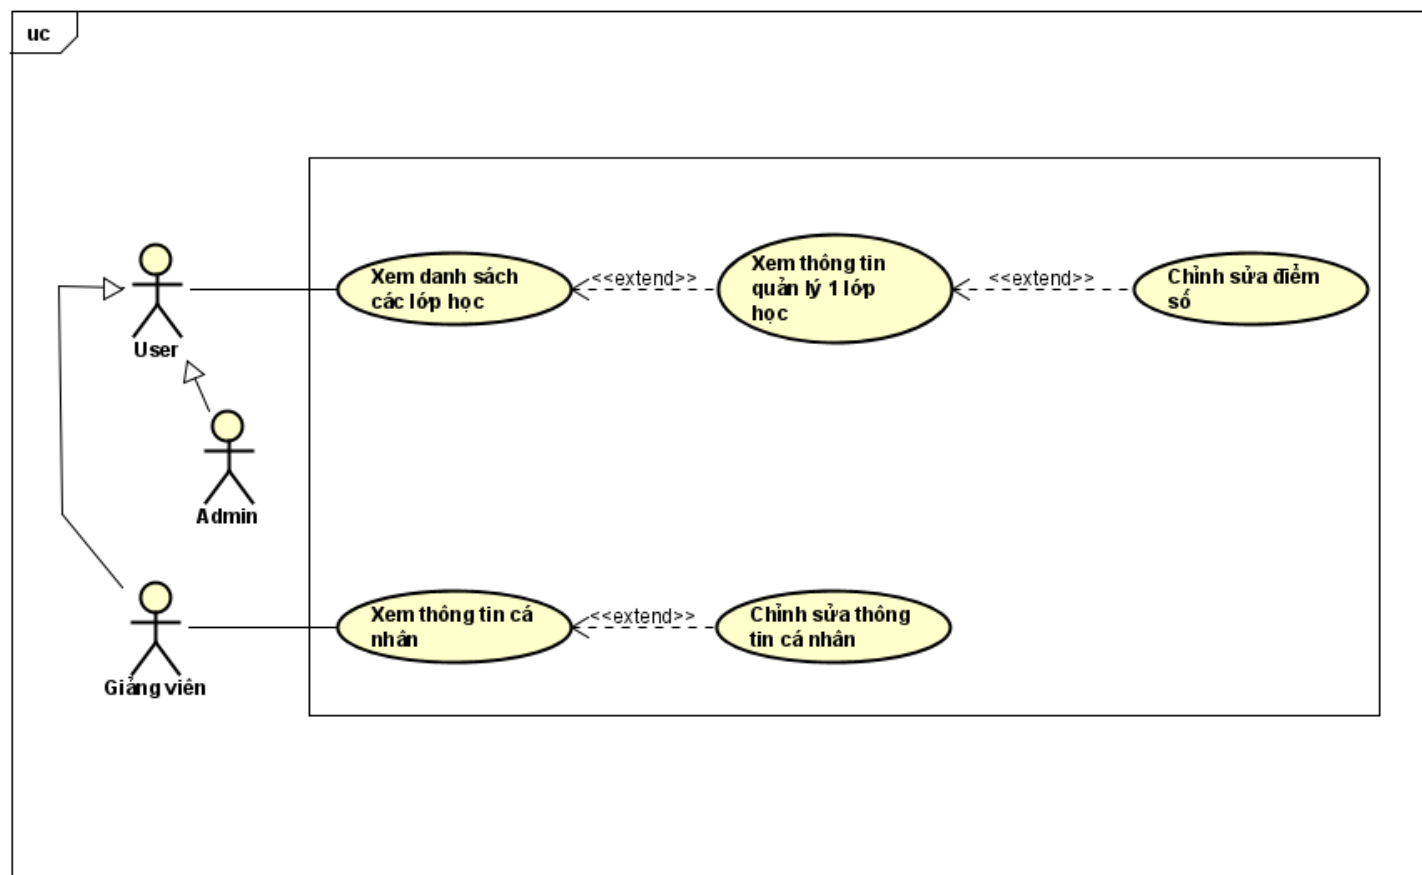 uc
Xem danh sách
các lớp học
<<extend>>
Xem thông tin
quản lý 1 lớp
học
<<extend>>
Chỉnh sửa điểm
số
User
Admin
Xem thông tin cá
nhân
<<extend>>
Chỉnh sửa thông
tin cá nhân
Giảng viên